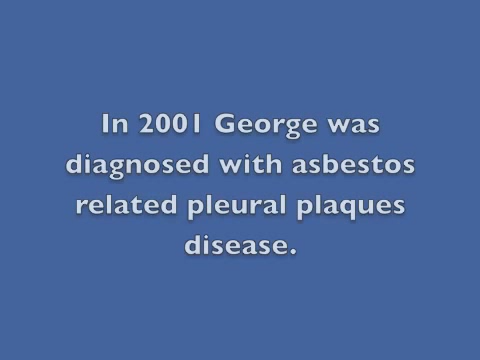 In 2001 George was
diagnosed with asbestos
related pleural plaques
disease.